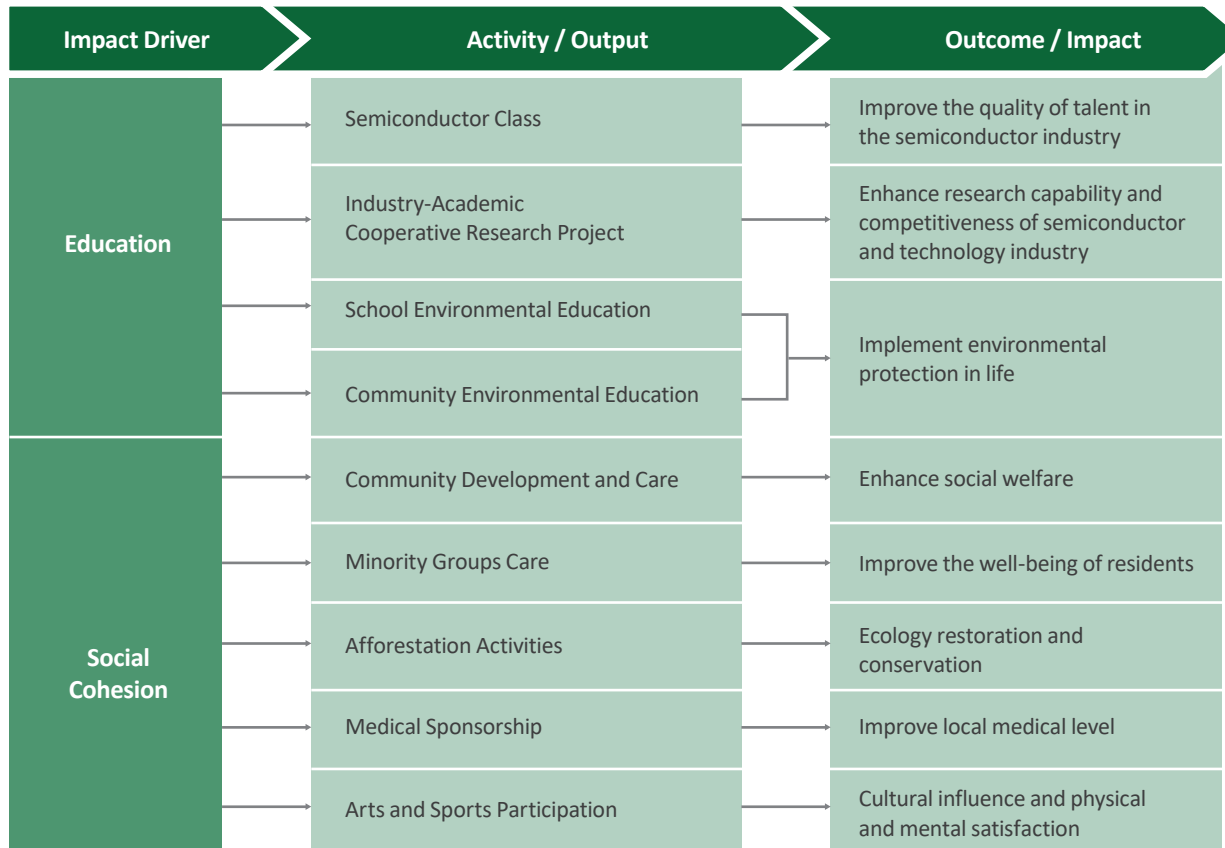 Impact Driver
Activity / Output
Outcome / Impact
Education
Semiconductor Class
Improve the quality of talent in
the semiconductor industry
Industry-Academic
Cooperative Research Project
Enhance research capability and
competitiveness of semiconductor
and technology industry
School Environmental Education
Community Environmental Education
Implement environmental
protection in life
Social
Cohesion
Community Development and Care
Enhance social welfare
Minority Groups Care
Improve the well-being of residents
Afforestation Activities
Ecology restoration and
conservation
Medical Sponsorship
Improve local medical level
Arts and Sports Participation
Cultural influence and physical
and mental satisfaction